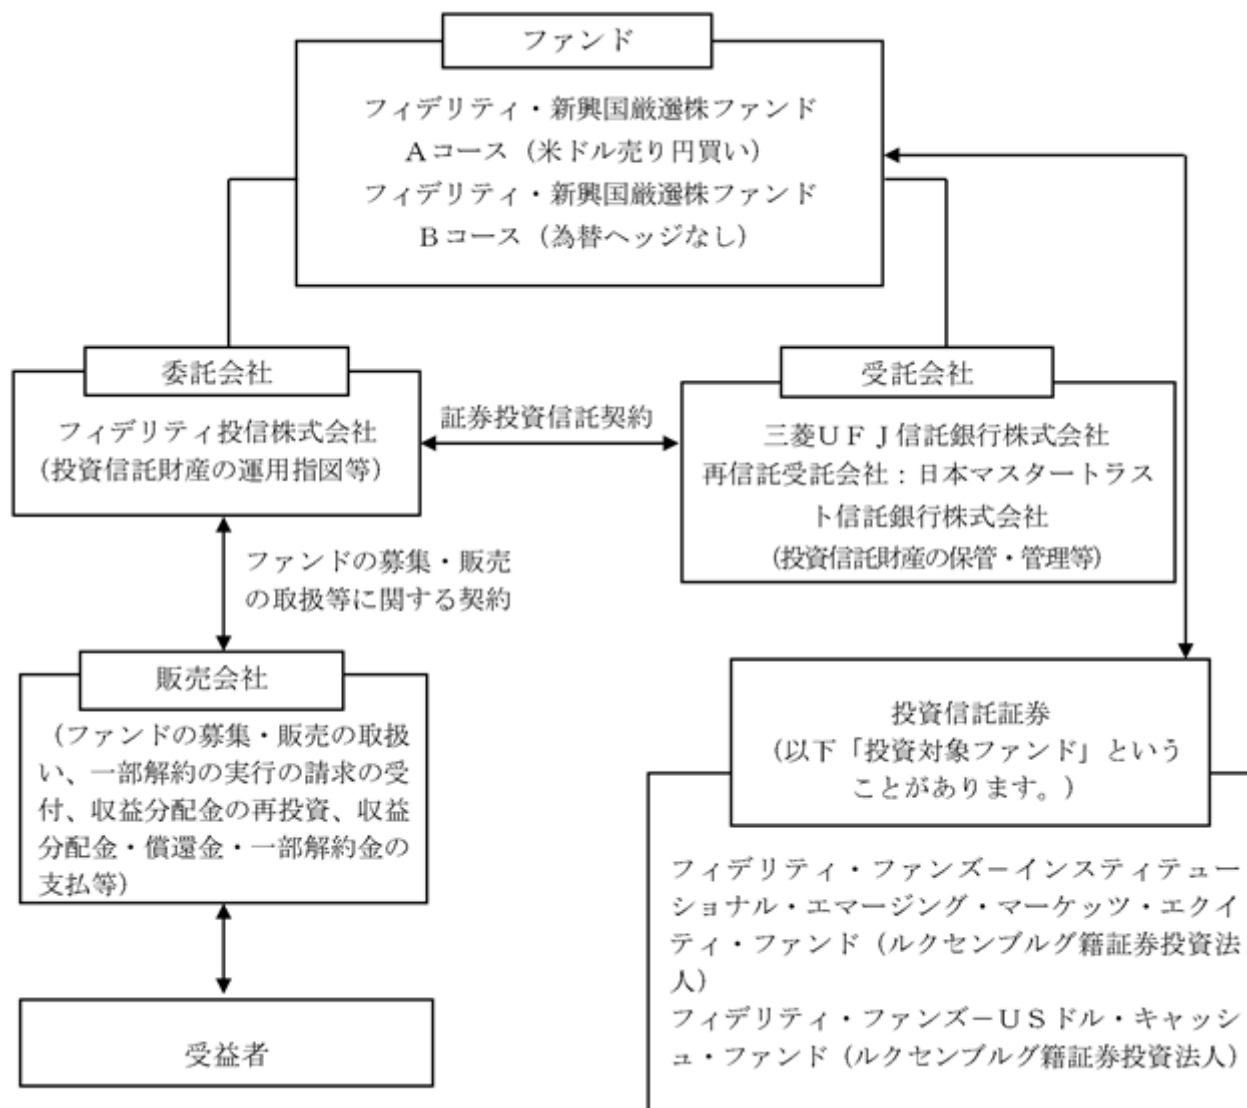 ファンド
フィデリティ・新興国厳選株ファンド
Ａコース（米ドル売り円買い）
フィデリティ・新興国厳選株ファンド
Ｂコース（為替ヘッジなし）
委託会社
フィデリティ投信株式会社
（投資信託財産の運用指図等）
証券投資信託契約
受託会社
三菱ＵＦＪ信託銀行株式会社
再信託受託会社：日本マスタートラス
ト信託銀行株式会社
（投資信託財産の保管・管理等）
ファンドの募集・販売
の取扱等に関する契約
販売会社
（ファンドの募集・販売の取扱
い、一部解約の実行の請求の受
付、収益分配金の再投資、収益
分配金・償還金・一部解約金の
支払等）
受益者
投資信託証券
（以下「投資対象ファンド」という
ことがあります。）
フィデリティ・ファンズ－インスティテュー
ショナル・エマージング・マーケッツ・エクイ
ティ・ファンド（ルクセンブルグ籍証券投資法
人）
フィデリティ・ファンズ－ＵＳドル・キャッシ
ュ・ファンド（ルクセンブルグ籍証券投資法人）